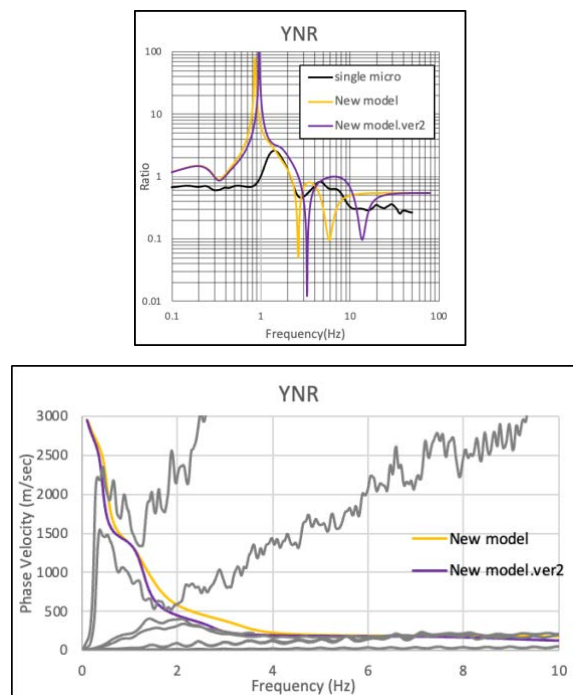 YNR
100
10
1
0.1
0.01
Ratio
single micro
New model
New model.ver2
0.1
1
10
100
Frequency(Hz)
YNR
3000
2500
2000
1500
1000
500
0
Phase Velocity (m/sec)
New model
New model.ver2
0
2
4
6
8
10
Frequency (Hz)